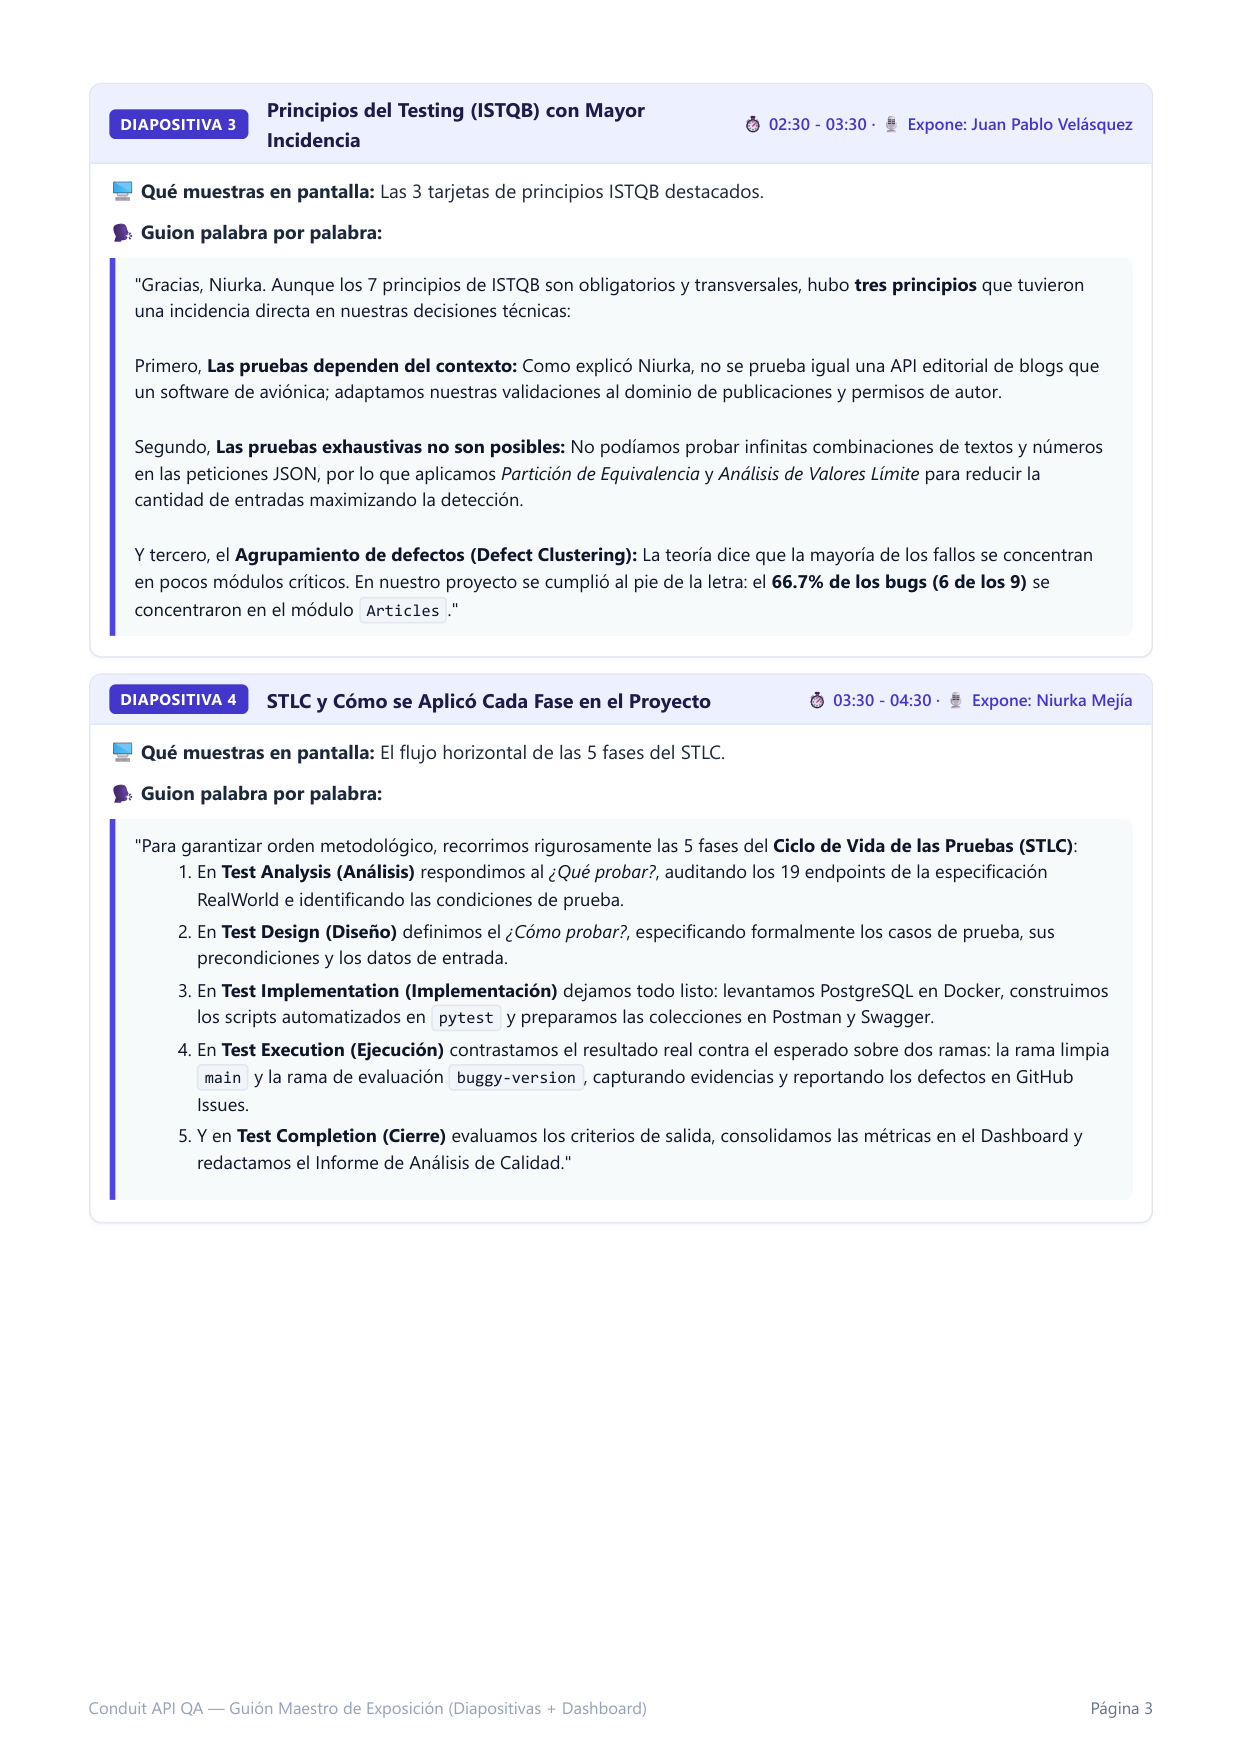 DIAPOSITIVA 3
Principios del Testing (ISTQB) con Mayor
Incidencia
⏱ 02:30 - 03:30 · 🎙 Expone: Juan Pablo Velásquez
🖥 Qué muestras en pantalla: Las 3 tarjetas de principios ISTQB destacados.
🗣 Guion palabra por palabra:
"Gracias, Niurka. Aunque los 7 principios de ISTQB son obligatorios y transversales, hubo tres principios que tuvieron
una incidencia directa en nuestras decisiones técnicas:
Primero, Las pruebas dependen del contexto: Como explicó Niurka, no se prueba igual una API editorial de blogs que
un software de aviónica; adaptamos nuestras validaciones al dominio de publicaciones y permisos de autor.
Segundo, Las pruebas exhaustivas no son posibles: No podíamos probar infinitas combinaciones de textos y números
en las peticiones JSON, por lo que aplicamos Partición de Equivalencia y Análisis de Valores Límite para reducir la
cantidad de entradas maximizando la detección.
Y tercero, el Agrupamiento de defectos (Defect Clustering): La teoría dice que la mayoría de los fallos se concentran
en pocos módulos críticos. En nuestro proyecto se cumplió al pie de la letra: el 66.7% de los bugs (6 de los 9) se
concentraron en el módulo Articles."
DIAPOSITIVA 4
STLC y Cómo se Aplicó Cada Fase en el Proyecto
⏱ 03:30 - 04:30 · 🎙 Expone: Niurka Mejía
🖥 Qué muestras en pantalla: El flujo horizontal de las 5 fases del STLC.
🗣 Guion palabra por palabra:
"Para garantizar orden metodológico, recorrimos rigurosamente las 5 fases del Ciclo de Vida de las Pruebas (STLC):
1. En Test Analysis (Análisis) respondimos al ¿Qué probar?, auditando los 19 endpoints de la especificación
RealWorld e identificando las condiciones de prueba.
2. En Test Design (Diseño) definimos el ¿Cómo probar?, especificando formalmente los casos de prueba, sus
precondiciones y los datos de entrada.
3. En Test Implementation (Implementación) dejamos todo listo: levantamos PostgreSQL en Docker, construimos
los scripts automatizados en pytest y preparamos las colecciones en Postman y Swagger.
4. En Test Execution (Ejecución) contrastamos el resultado real contra el esperado sobre dos ramas: la rama limpia
main y la rama de evaluación buggy-version, capturando evidencias y reportando los defectos en GitHub
Issues.
5. Y en Test Completion (Cierre) evaluamos los criterios de salida, consolidamos las métricas en el Dashboard y
redactamos el Informe de Análisis de Calidad."
Conduit API QA — Guión Maestro de Exposición (Diapositivas + Dashboard)
Página 3